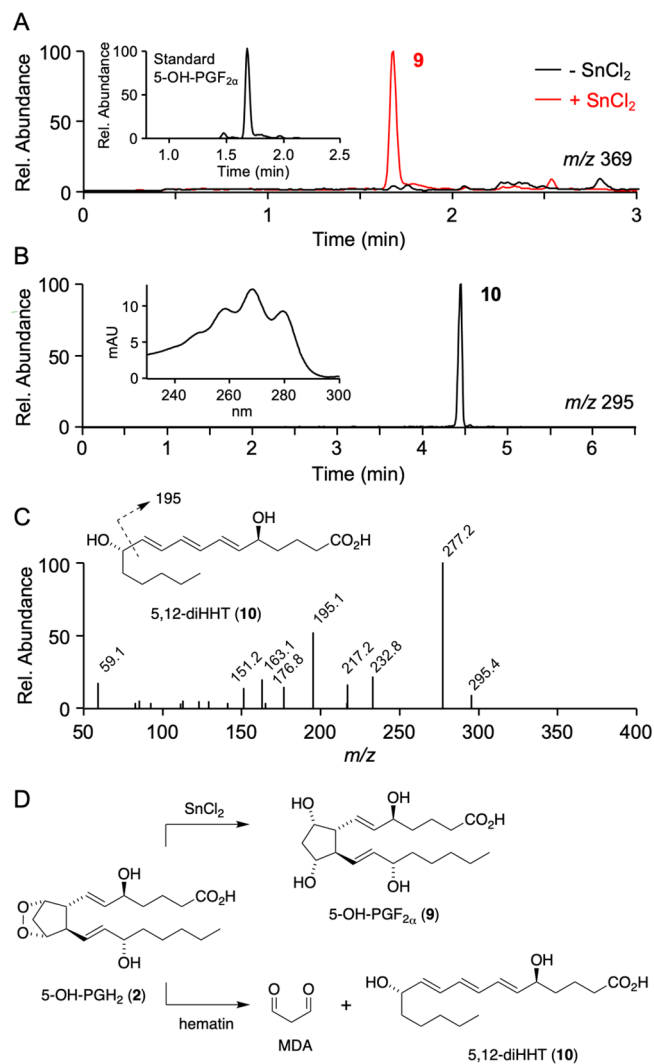 A
Rel. Abundance
100
50
0
Standard
5-OH-PGF2α
Rel. Abundance
100
50
0
1.0 1.5 2.0 2.5
Time (min)
9
- SnCl2
+ SnCl2
m/z 369
0 1 2 3
Time (min)
B
Rel. Abundance
100
50
0
mAU
10
5
0
240 260 280 300
nm
10
m/z 295
0 1 2 3 4 5 6
Time (min)
C
Rel. Abundance
100
50
0
195
HO
OH
CO2H
5,12-diHHT (10)
59.1
151.2
163.1
176.8
195.1
217.2
232.8
277.2
295.4
50 100 150 200 250 300 350 400
m/z
D
SnCl2
HO
OH
CO2H
HO
OH
5-OH-PGF2α (9)
OH
CO2H
O
O
OH
5-OH-PGH2 (2)
hematin
O O
MDA
+
HO
OH
CO2H
5,12-diHHT (10)